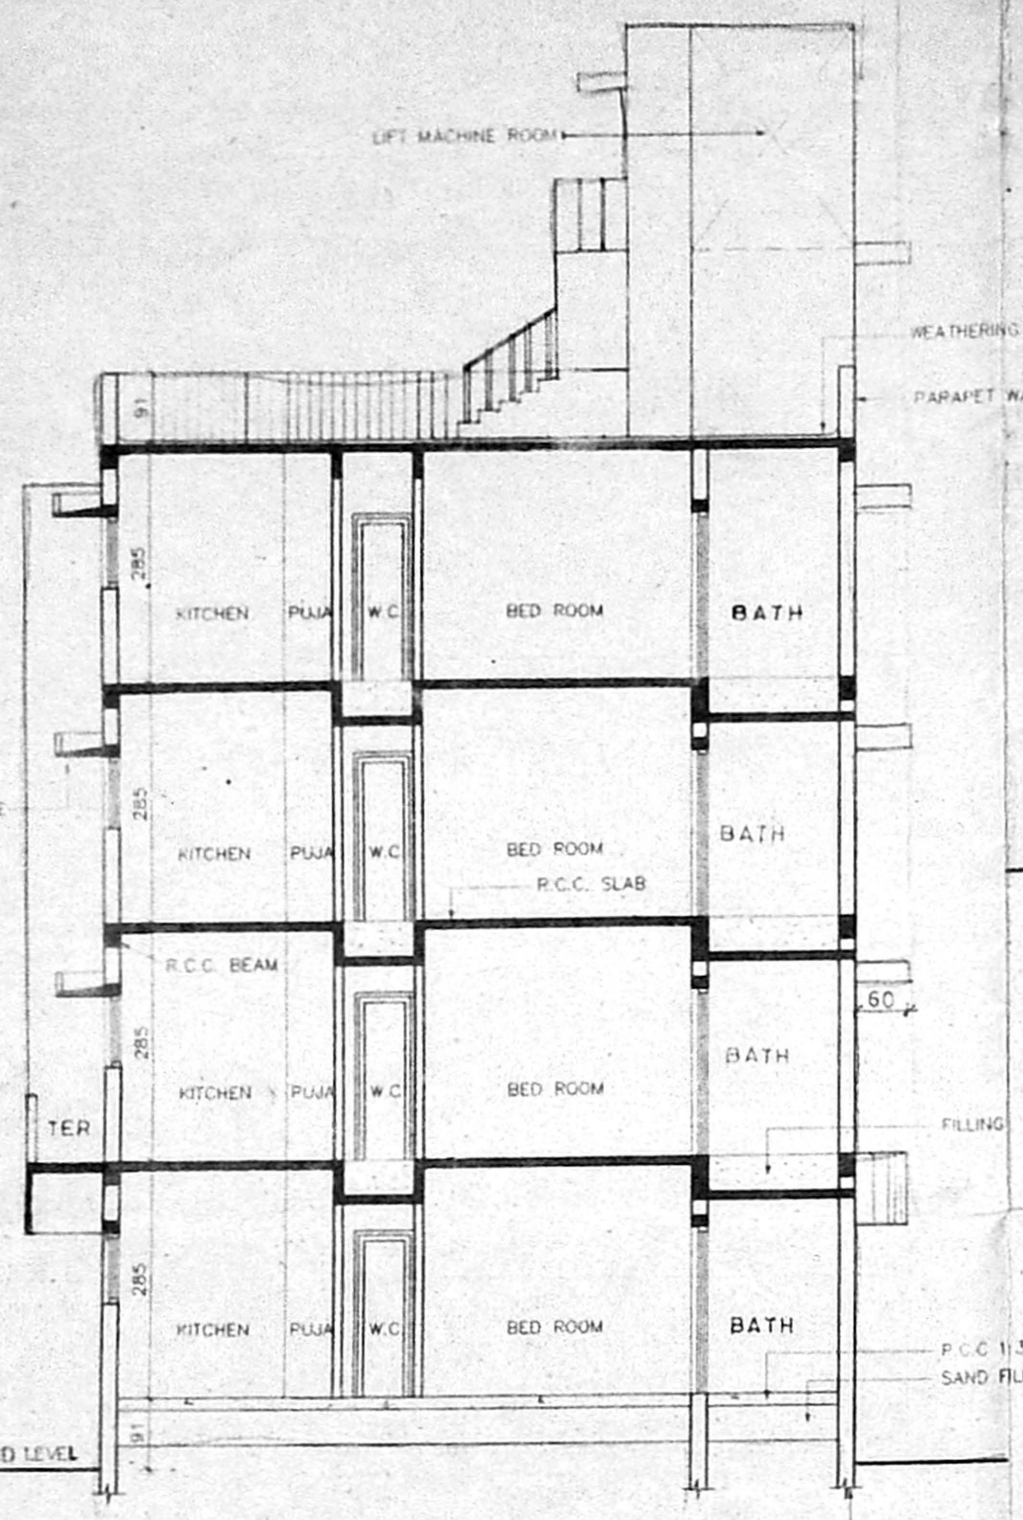 LIFT MACHINE ROOM
WEATHERING
PARAPET WA
91
285
KITCHEN PUJA W.C. BED ROOM BATH
285
KITCHEN PUJA W.C. BED ROOM BATH
R.C.C. SLAB
R.C.C. BEAM
60
285
KITCHEN PUJA W.C. BED ROOM BATH
TER
FILLING
285
KITCHEN PUJA W.C. BED ROOM BATH
P.C.C 1:3
SAND FIL
91
D LEVEL